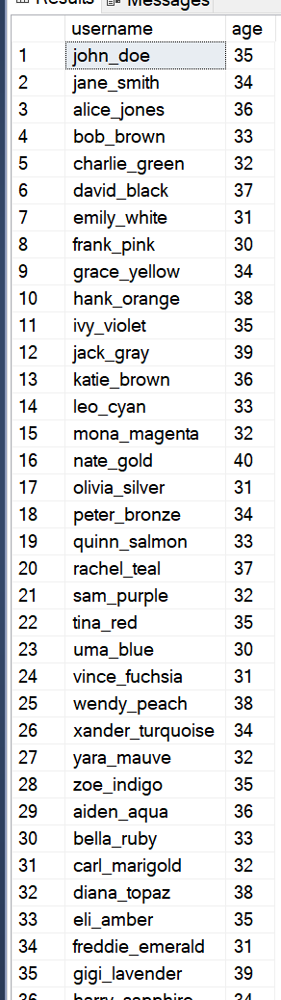 Results Messages
username age
1 john_doe 35
2 jane_smith 34
3 alice_jones 36
4 bob_brown 33
5 charlie_green 32
6 david_black 37
7 emily_white 31
8 frank_pink 30
9 grace_yellow 34
10 hank_orange 38
11 ivy_violet 35
12 jack_gray 39
13 katie_brown 36
14 leo_cyan 33
15 mona_magenta 32
16 nate_gold 40
17 olivia_silver 31
18 peter_bronze 34
19 quinn_salmon 33
20 rachel_teal 37
21 sam_purple 32
22 tina_red 35
23 uma_blue 30
24 vince_fuchsia 31
25 wendy_peach 38
26 xander_turquoise 34
27 yara_mauve 32
28 zoe_indigo 35
29 aiden_aqua 36
30 bella_ruby 33
31 carl_marigold 32
32 diana_topaz 38
33 eli_amber 35
34 freddie_emerald 31
35 gigi_lavender 39
36 harry_sapphire 34